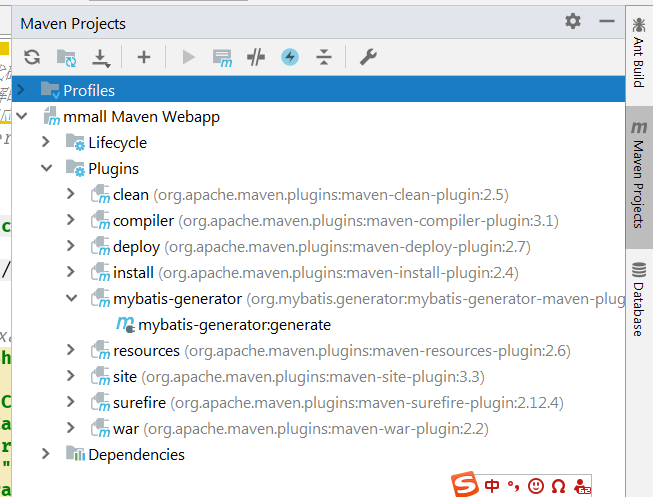 Maven Projects
Profiles
mmall Maven Webapp
Lifecycle
Plugins
clean (org.apache.maven.plugins:maven-clean-plugin:2.5)
compiler (org.apache.maven.plugins:maven-compiler-plugin:3.1)
deploy (org.apache.maven.plugins:maven-deploy-plugin:2.7)
install (org.apache.maven.plugins:maven-install-plugin:2.4)
mybatis-generator (org.mybatis.generator:mybatis-generator-maven-plug
mybatis-generator:generate
resources (org.apache.maven.plugins:maven-resources-plugin:2.6)
site (org.apache.maven.plugins:maven-site-plugin:3.3)
surefire (org.apache.maven.plugins:maven-surefire-plugin:2.12.4)
war (org.apache.maven.plugins:maven-war-plugin:2.2)
Dependencies
Ant Build
Maven Projects
Database
中